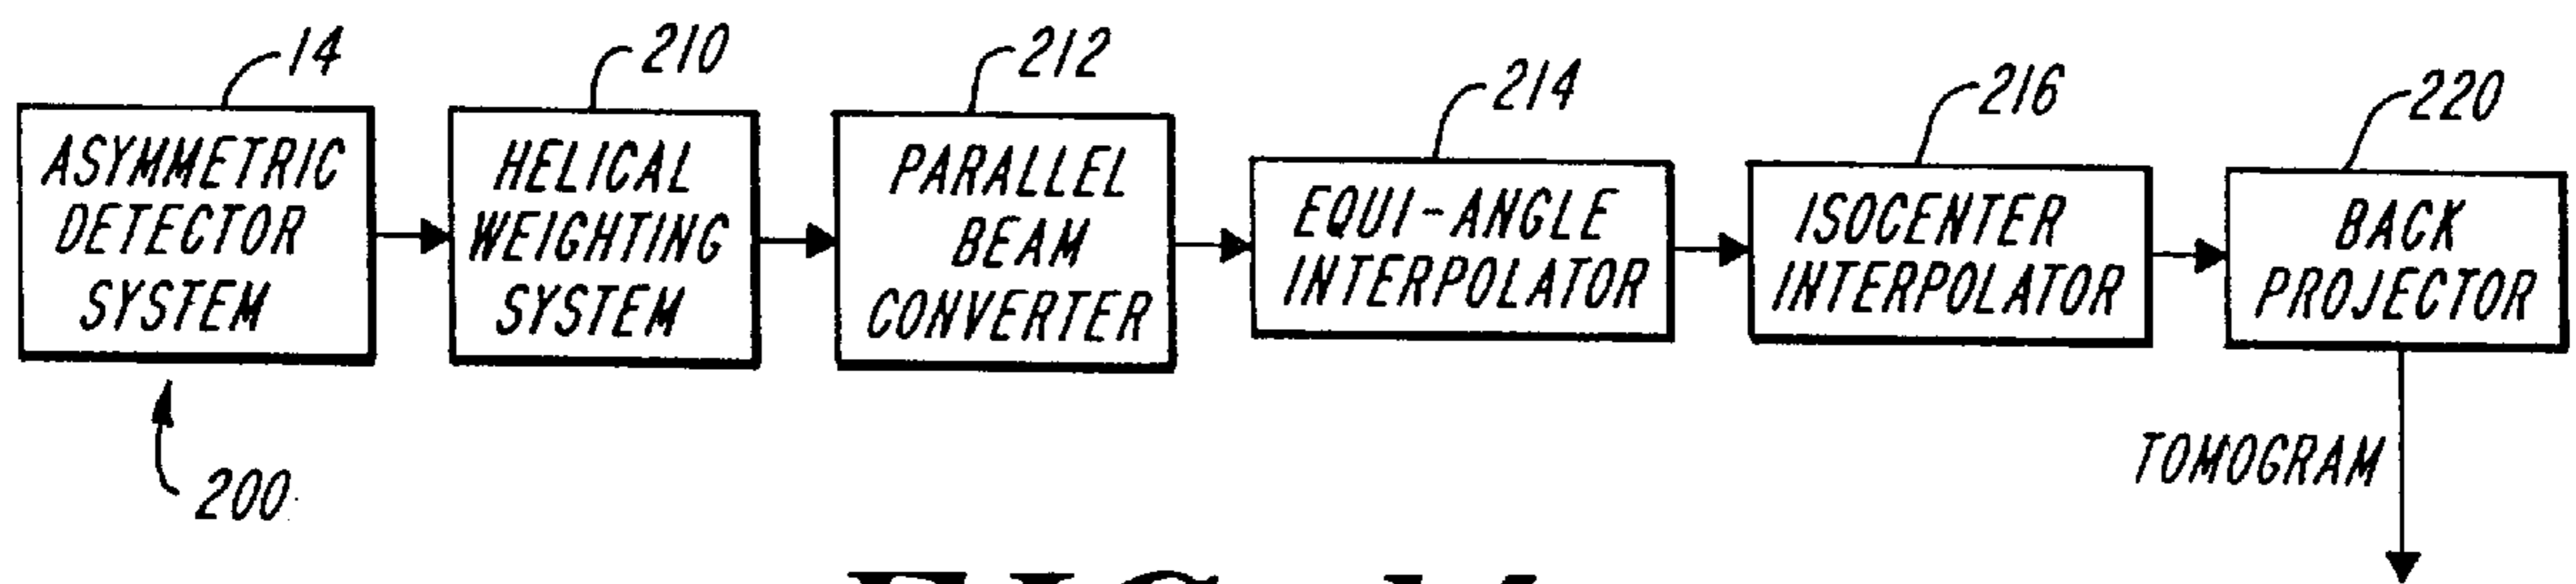 14
210
212
214
216
220
ASYMMETRIC
DETECTOR
SYSTEM
HELICAL
WEIGHTING
SYSTEM
PARALLEL
BEAM
CONVERTER
EQUI-ANGLE
INTERPOLATOR
ISOCENTER
INTERPOLATOR
BACK
PROJECTOR
200
TOMOGRAM